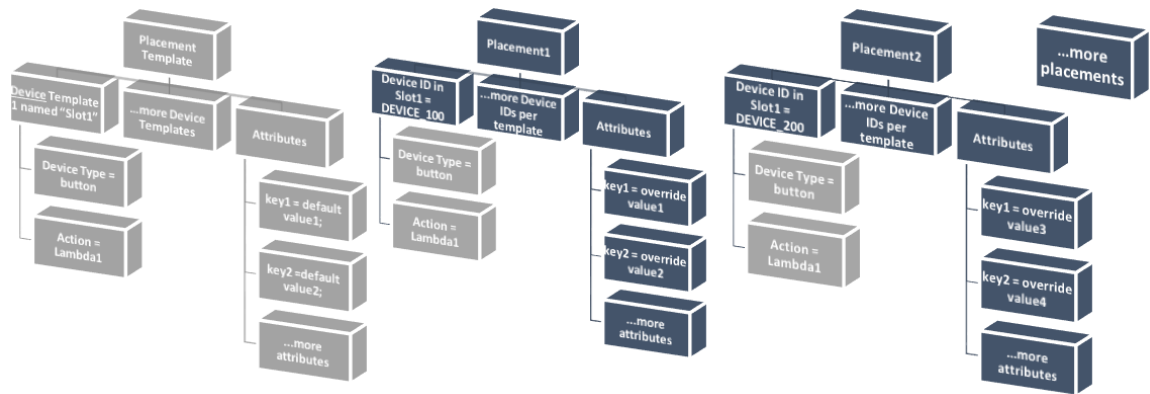 Placement
Template
Device Template
1 named “Slot1”
...more Device
Templates
Attributes
Device Type =
button
Action =
Lambda1
key1 = default
value1;
key2 =default
value2;
...more
attributes
Placement1
Device ID in
Slot1 =
DEVICE_100
...more Device
IDs per
template
Attributes
Device Type =
button
Action =
Lambda1
key1 = override
value1
key2 = override
value2
...more
attributes
Placement2
Device ID in
Slot1 =
DEVICE_200
...more Device
IDs per
template
Attributes
Device Type =
button
Action =
Lambda1
key1 = override
value3
key2 = override
value4
...more
attributes
...more
placements